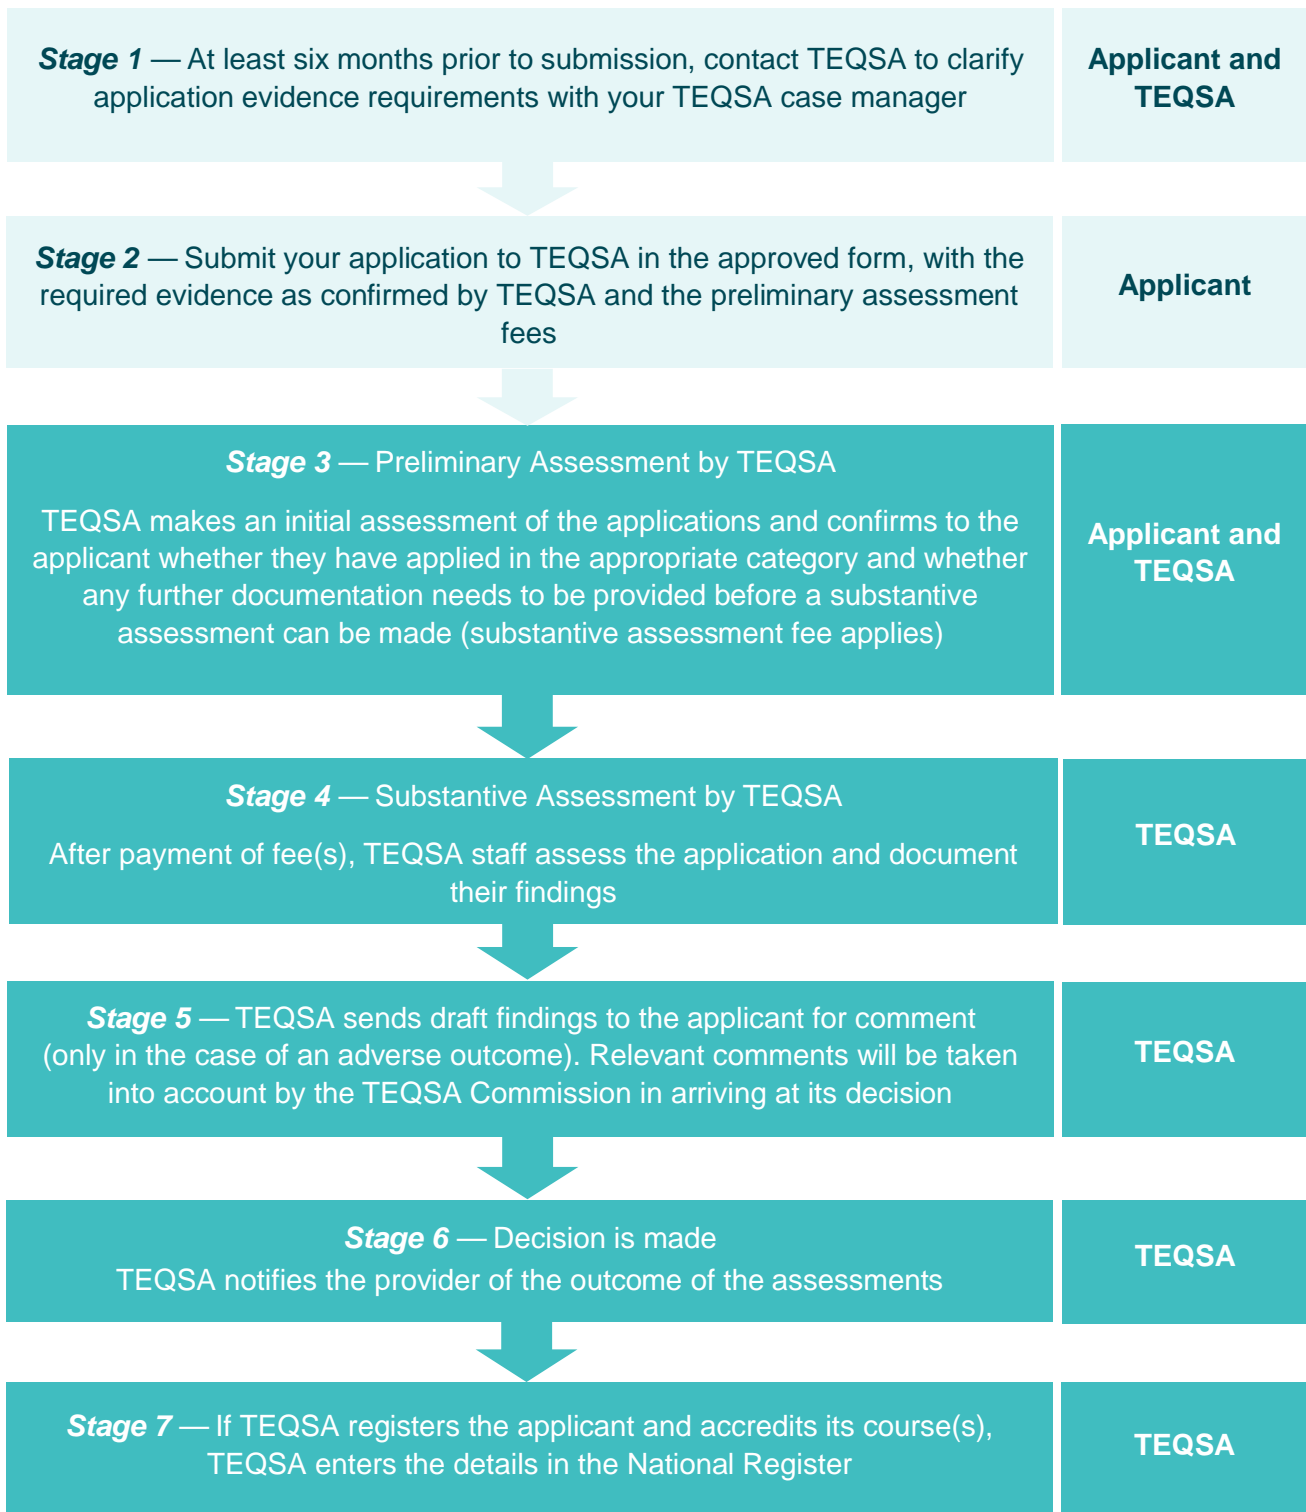 Stage 1 — At least six months prior to submission, contact TEQSA to clarify
application evidence requirements with your TEQSA case manager
Applicant and
TEQSA
Stage 2 — Submit your application to TEQSA in the approved form, with the
required evidence as confirmed by TEQSA and the preliminary assessment
fees
Applicant
Stage 3 — Preliminary Assessment by TEQSA
TEQSA makes an initial assessment of the applications and confirms to the
applicant whether they have applied in the appropriate category and whether
any further documentation needs to be provided before a substantive
assessment can be made (substantive assessment fee applies)
Applicant and
TEQSA
Stage 4 — Substantive Assessment by TEQSA
After payment of fee(s), TEQSA staff assess the application and document
their findings
TEQSA
Stage 5 — TEQSA sends draft findings to the applicant for comment
(only in the case of an adverse outcome). Relevant comments will be taken
into account by the TEQSA Commission in arriving at its decision
TEQSA
Stage 6 — Decision is made
TEQSA notifies the provider of the outcome of the assessments
TEQSA
Stage 7 — If TEQSA registers the applicant and accredits its course(s),
TEQSA enters the details in the National Register
TEQSA